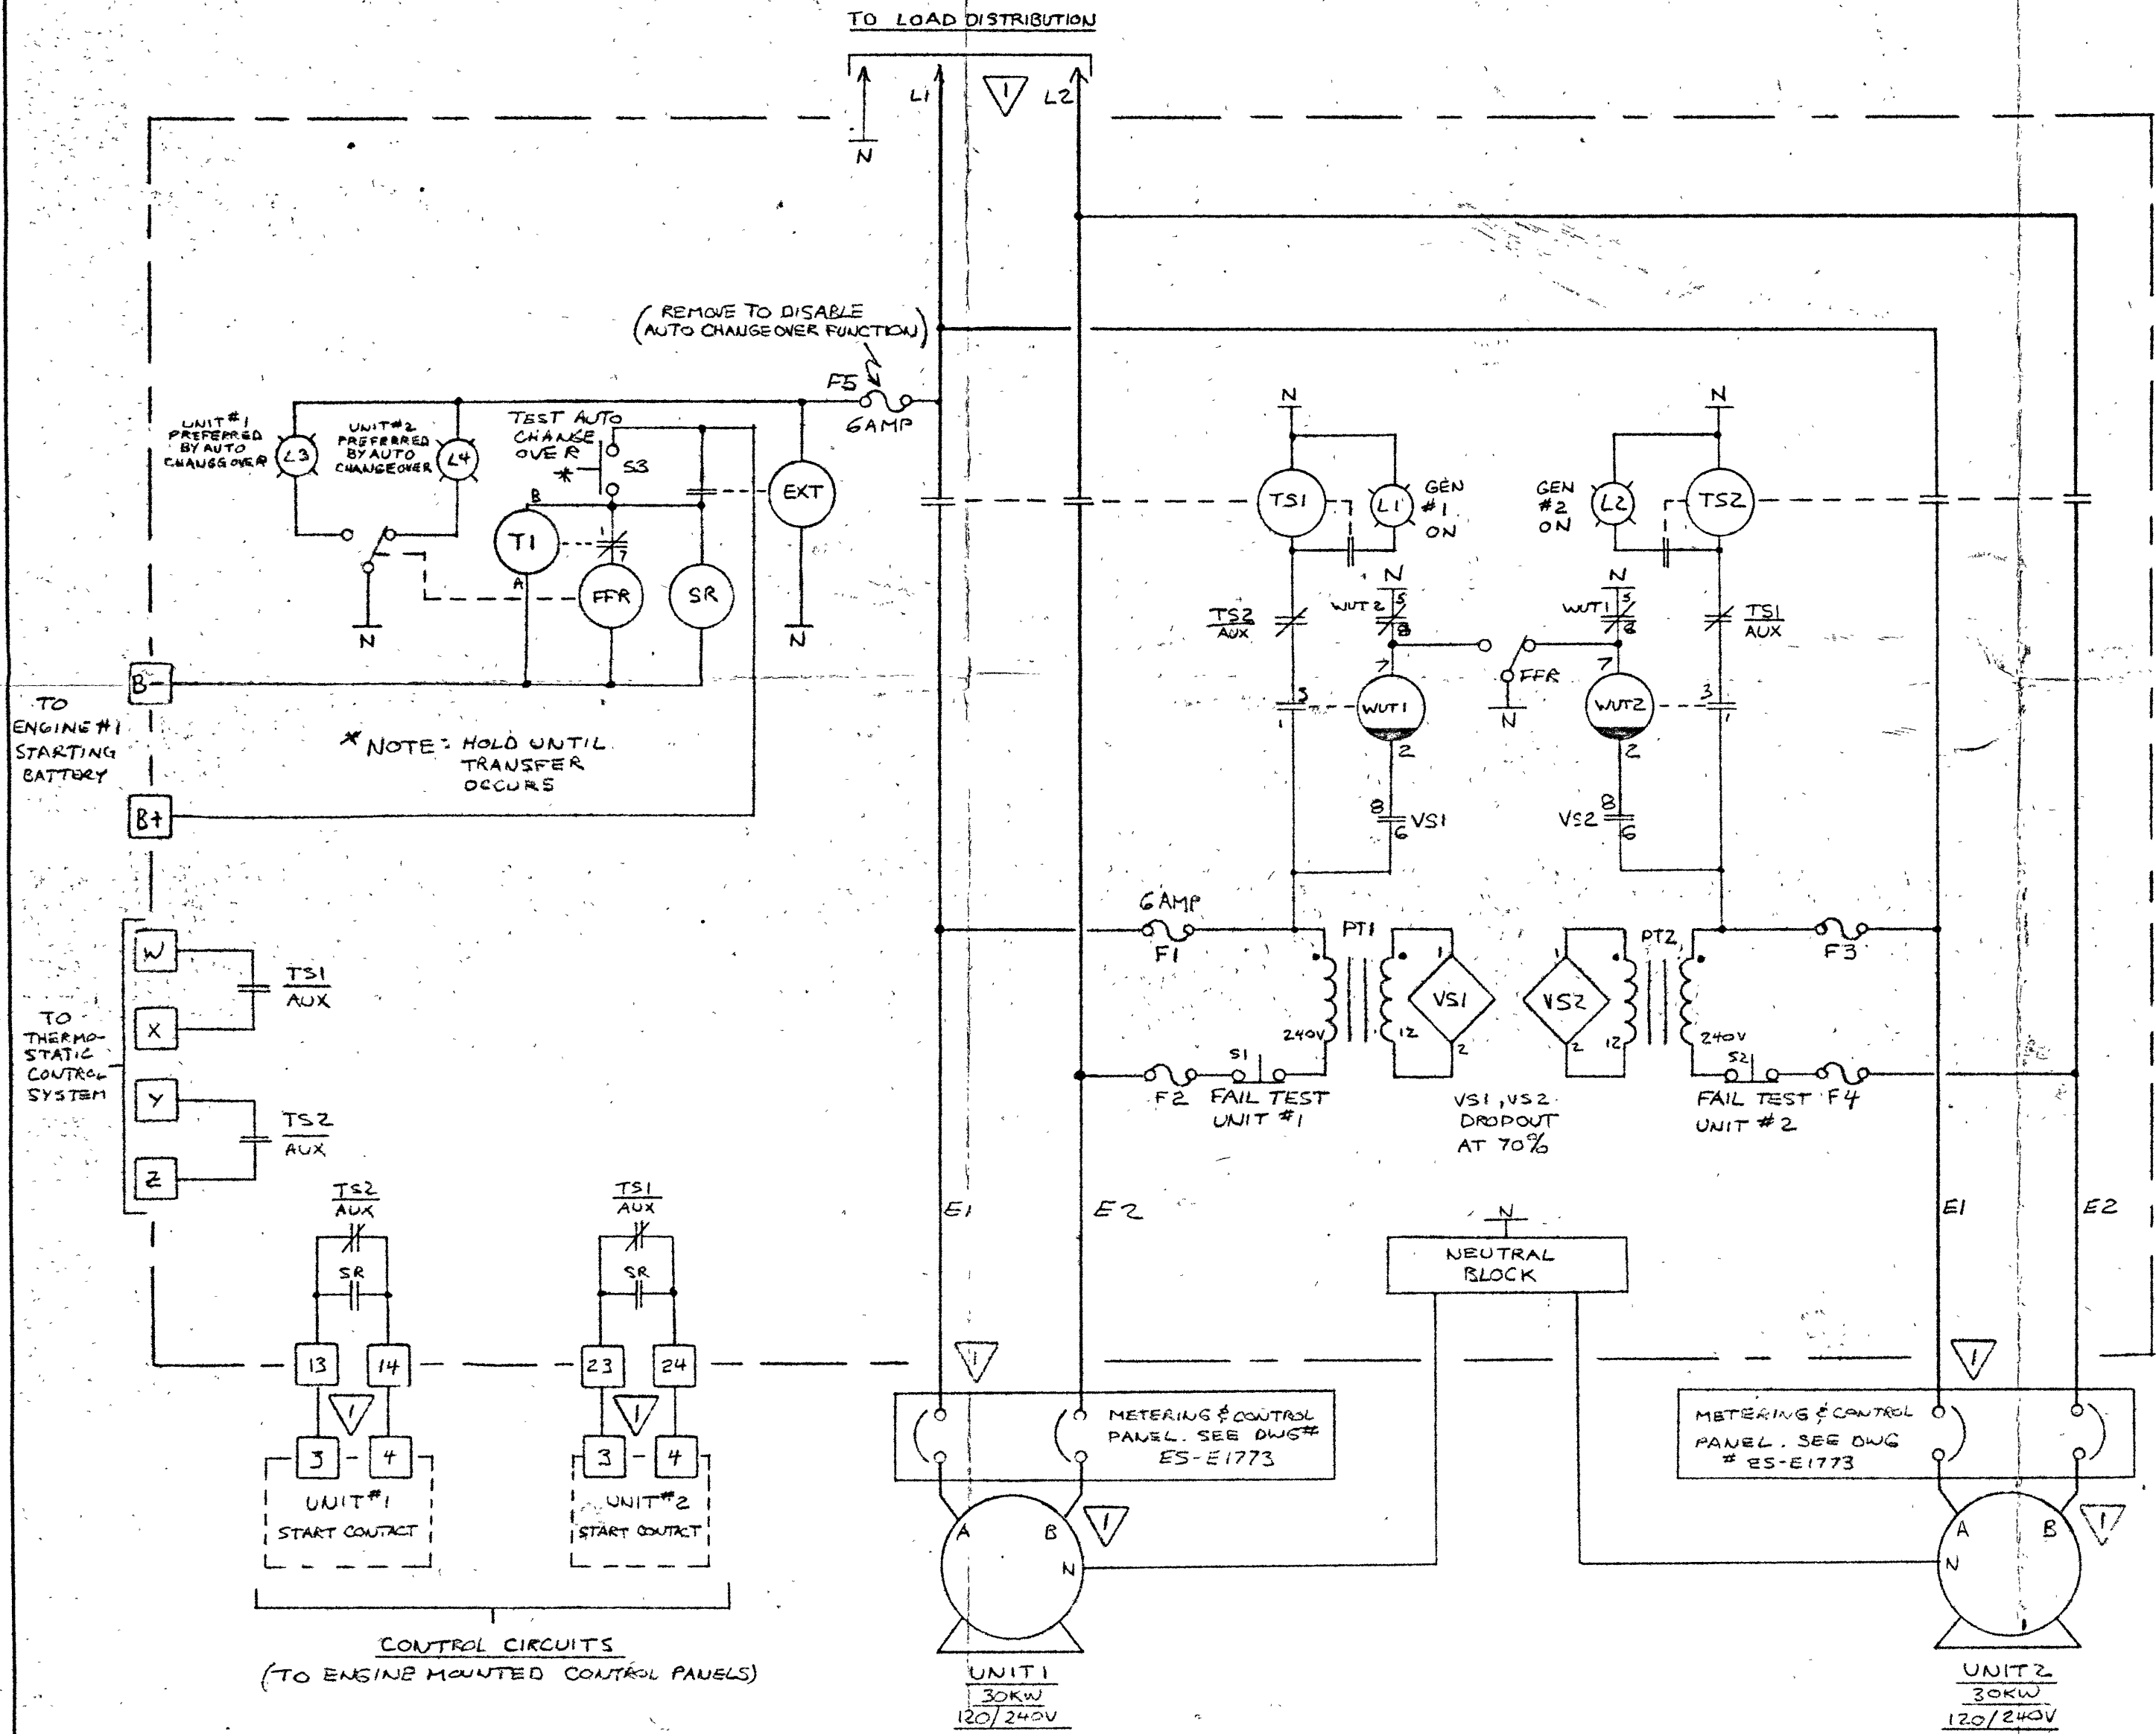 TO LOAD DISTRIBUTION
L1
1
L2
N
(REMOVE TO DISABLE
AUTO CHANGEOVER FUNCTION)
F5
6 AMP
UNIT #1
PREFERRED
BY AUTO
CHANGGOVER
L3
UNIT #2
PREFERRED
BY AUTO
CHANGEOVER
L4
TEST AUTO
CHANGE
OVER
*
S3
EXT
B
T1
A
1
7
FFR
SR
N
N
B-
TO
ENGINE #1
STARTING
BATTERY
B+
* NOTE: HOLD UNTIL
TRANSFER
OCCURS
N
TS1
L1
GEN
#1
ON
N
GEN
#2
ON
L2
TS2
TS2
AUX
WUT2
N
5
8
WUT1
N
5
6
TS1
AUX
7
WUT1
2
3
1
FFR
N
7
WUT2
2
3
1
8
6
VS1
VS2
8
6
6 AMP
F1
PT1
240V
12
1
VS1
2
1
VS2
2
PT2
12
240V
F3
F2
S1
FAIL TEST
UNIT #1
VS1, VS2
DROPOUT
AT 70%
S2
FAIL TEST
UNIT #2
F4
TO
THERMO-
STATIC
CONTROL
SYSTEM
W
X
TS1
AUX
Y
Z
TS2
AUX
TS2
AUX
SR
TS1
AUX
SR
E1
E2
N
NEUTRAL
BLOCK
E1
E2
13
14
23
24
1
1
1
1
3
-
4
3
-
4
UNIT #1
START CONTACT
UNIT #2
START CONTACT
METERING & CONTROL
PANEL. SEE DWG #
ES-E1773
METERING & CONTROL
PANEL. SEE DWG
# ES-E1773
A
B
N
1
A
B
N
1
CONTROL CIRCUITS
(TO ENGINE MOUNTED CONTROL PANELS)
UNIT 1
30KW
120/240V
UNIT 2
30KW
120/240V